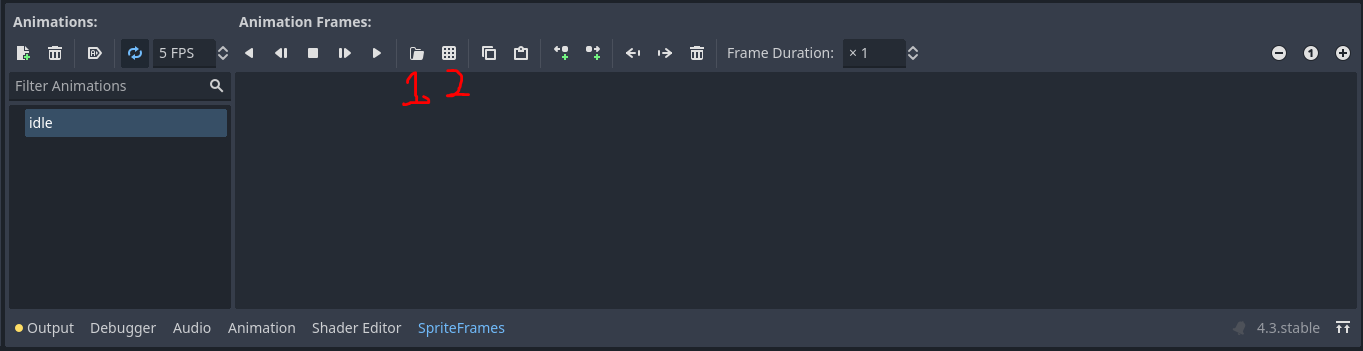 Animations: Animation Frames:
5 FPS Frame Duration: × 1 1
1. 2
Filter Animations
idle
Output Debugger Audio Animation Shader Editor SpriteFrames 4.3.stable